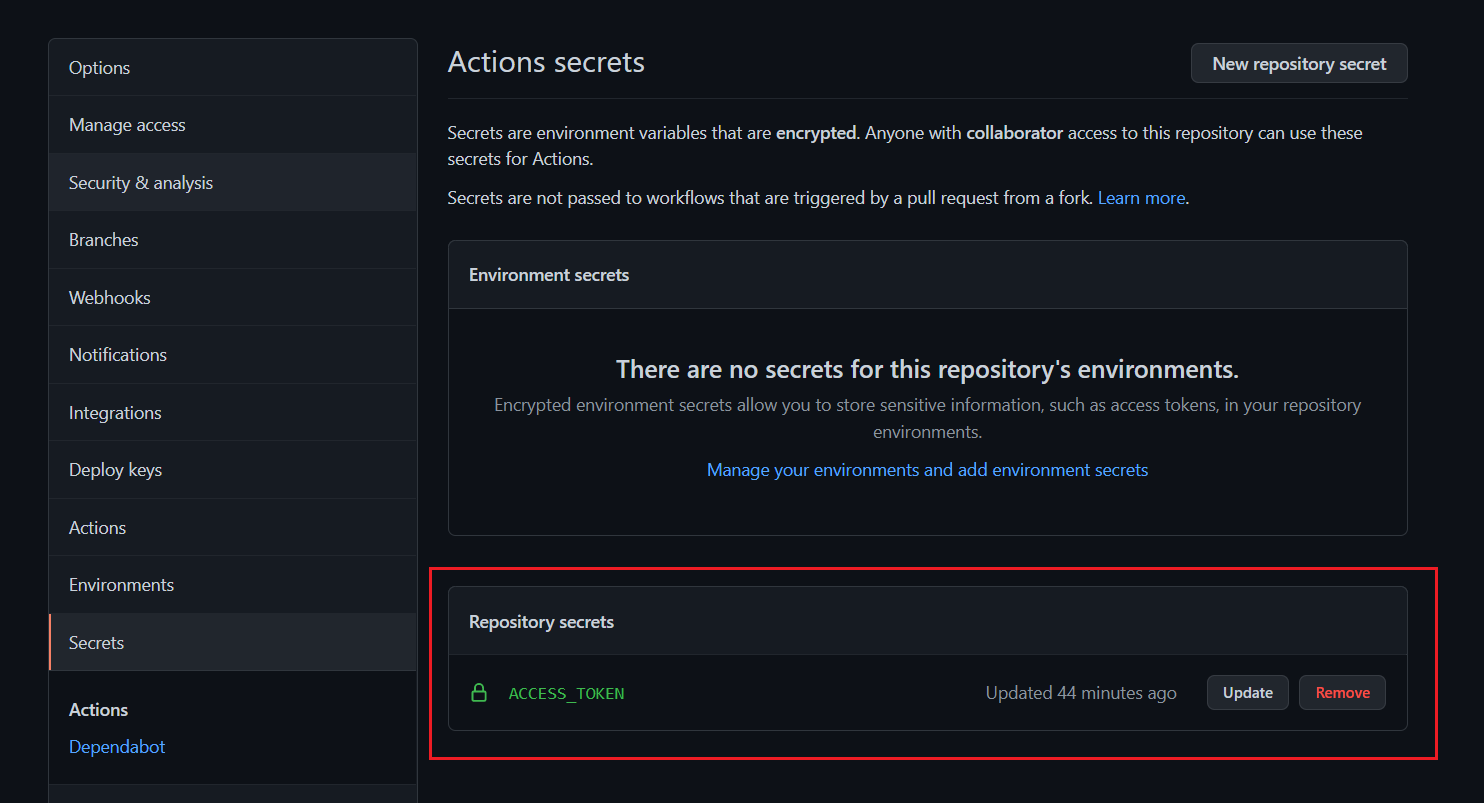 Options
Manage access
Security & analysis
Branches
Webhooks
Notifications
Integrations
Deploy keys
Actions
Environments
Secrets
Actions
Dependabot
Actions secrets
New repository secret
Secrets are environment variables that are encrypted. Anyone with collaborator access to this repository can use these
secrets for Actions.
Secrets are not passed to workflows that are triggered by a pull request from a fork. Learn more.
Environment secrets
There are no secrets for this repository's environments.
Encrypted environment secrets allow you to store sensitive information, such as access tokens, in your repository
environments.
Manage your environments and add environment secrets
Repository secrets
ACCESS_TOKEN
Updated 44 minutes ago
Update
Remove